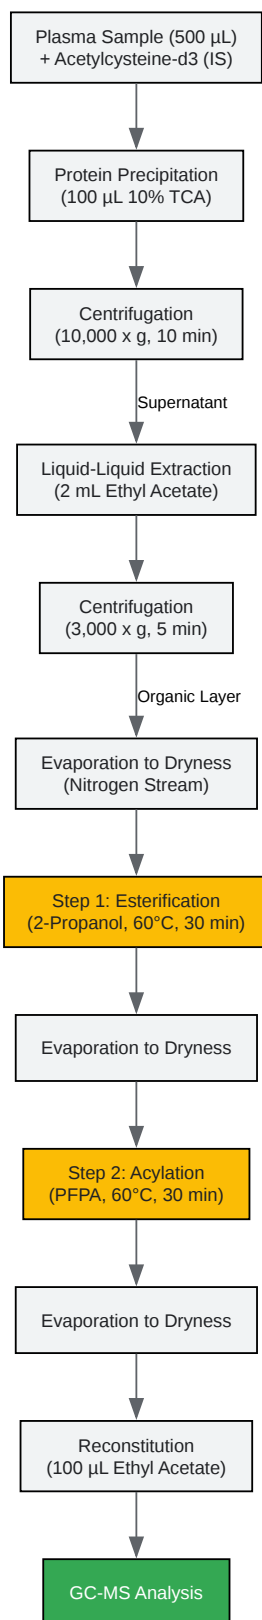 Plasma Sample (500 µL)
+ Acetylcysteine-d3 (IS)
Protein Precipitation
(100 µL 10% TCA)
Centrifugation
(10,000 x g, 10 min)
Supernatant
Liquid-Liquid Extraction
(2 mL Ethyl Acetate)
Centrifugation
(3,000 x g, 5 min)
Organic Layer
Evaporation to Dryness
(Nitrogen Stream)
Step 1: Esterification
(2-Propanol, 60°C, 30 min)
Evaporation to Dryness
Step 2: Acylation
(PFPA, 60°C, 30 min)
Evaporation to Dryness
Reconstitution
(100 µL Ethyl Acetate)
GC-MS Analysis